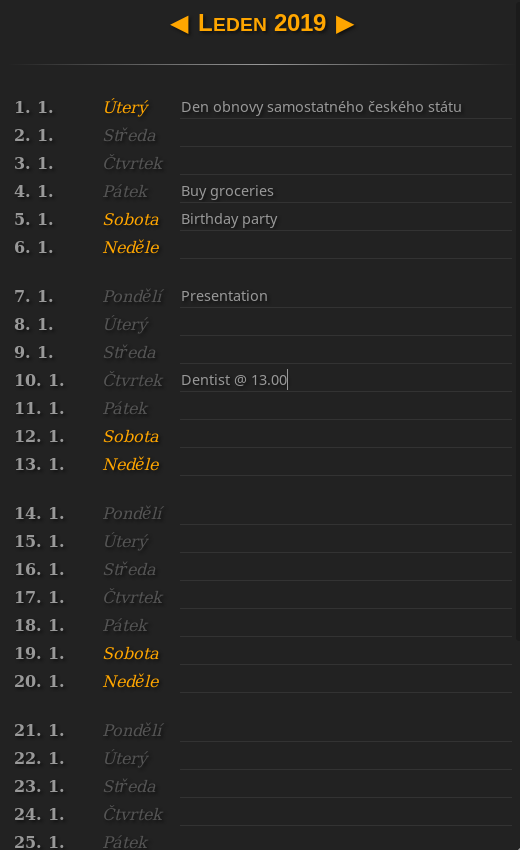 ◀ Leden 2019 ▶
1. 1. Úterý Den obnovy samostatného českého státu
2. 1. Středa
3. 1. Čtvrtek
4. 1. Pátek Buy groceries
5. 1. Sobota Birthday party
6. 1. Neděle
7. 1. Pondělí Presentation
8. 1. Úterý
9. 1. Středa
10. 1. Čtvrtek Dentist @ 13.00
11. 1. Pátek
12. 1. Sobota
13. 1. Neděle
14. 1. Pondělí
15. 1. Úterý
16. 1. Středa
17. 1. Čtvrtek
18. 1. Pátek
19. 1. Sobota
20. 1. Neděle
21. 1. Pondělí
22. 1. Úterý
23. 1. Středa
24. 1. Čtvrtek
25. 1. Pátek